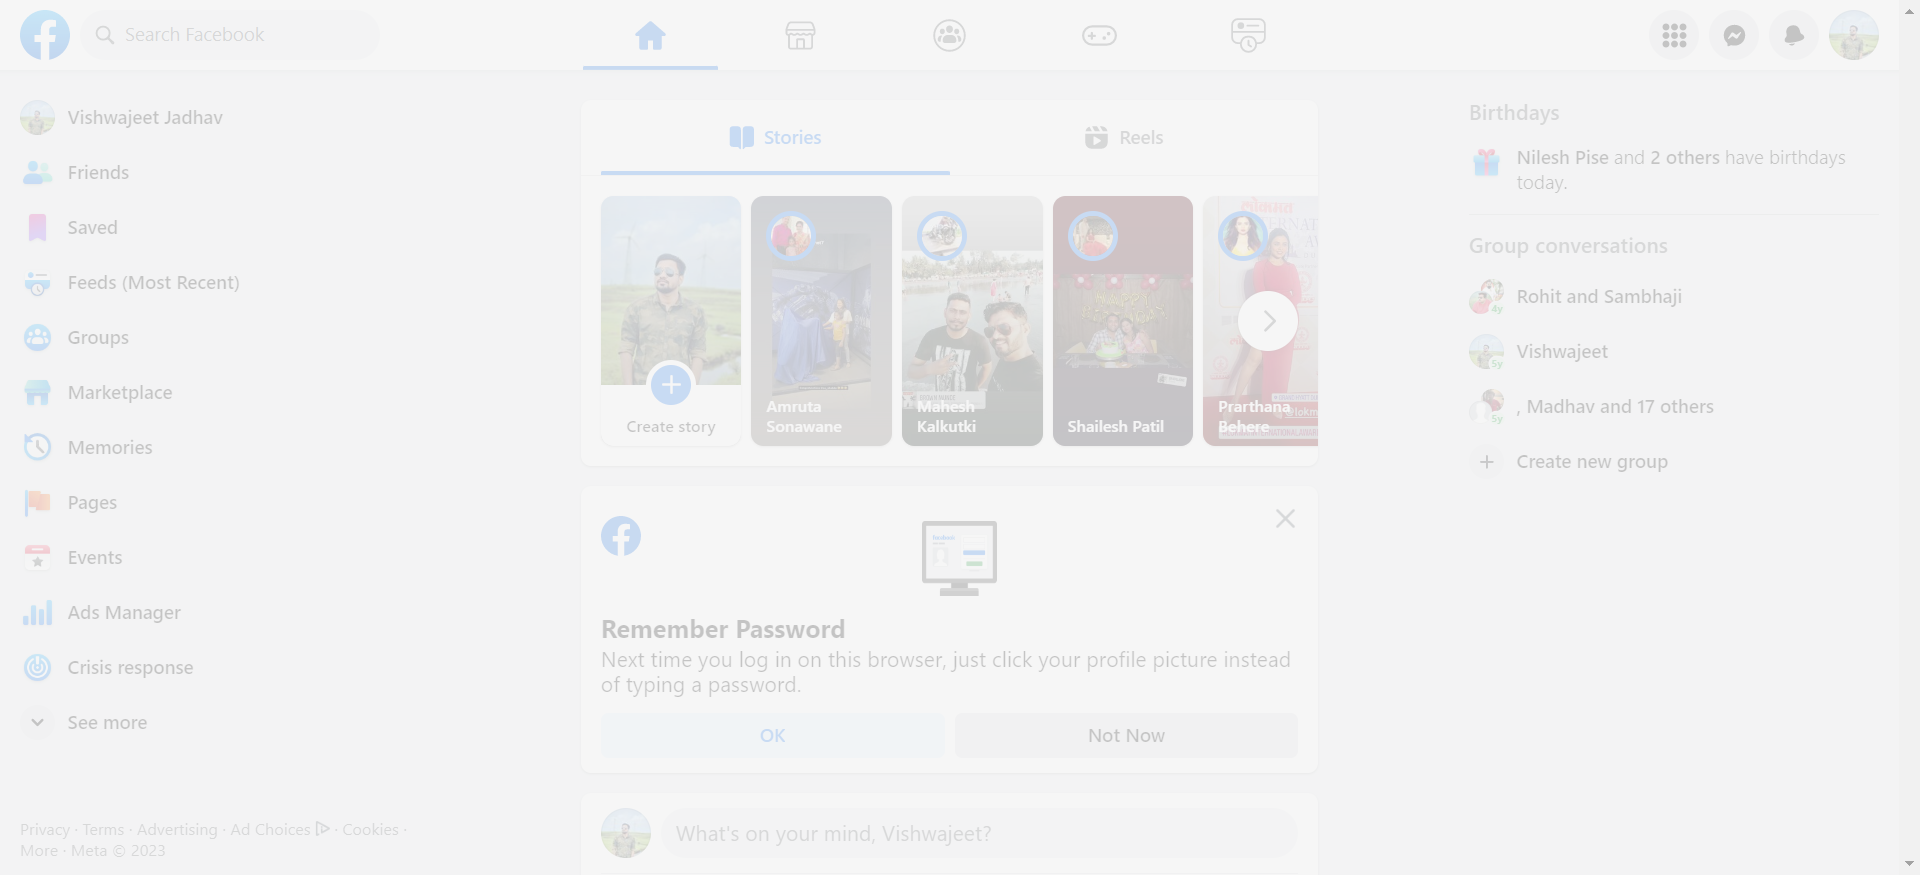 Search Facebook
Vishwajeet Jadhav
Friends
Saved
Feeds (Most Recent)
Groups
Marketplace
Memories
Pages
Events
Ads Manager
Crisis response
See more
Privacy · Terms · Advertising · Ad Choices · Cookies ·
More · Meta © 2023
Stories
Reels
Create story
Amruta
Sonawane
Mahesh
Kalkutki
Shailesh Patil
Prarthana
Behere
Remember Password
Next time you log in on this browser, just click your profile picture instead
of typing a password.
OK
Not Now
What's on your mind, Vishwajeet?
Birthdays
Nilesh Pise and 2 others have birthdays
today.
Group conversations
Rohit and Sambhaji
4y
Vishwajeet
5y
, Madhav and 17 others
5y
Create new group